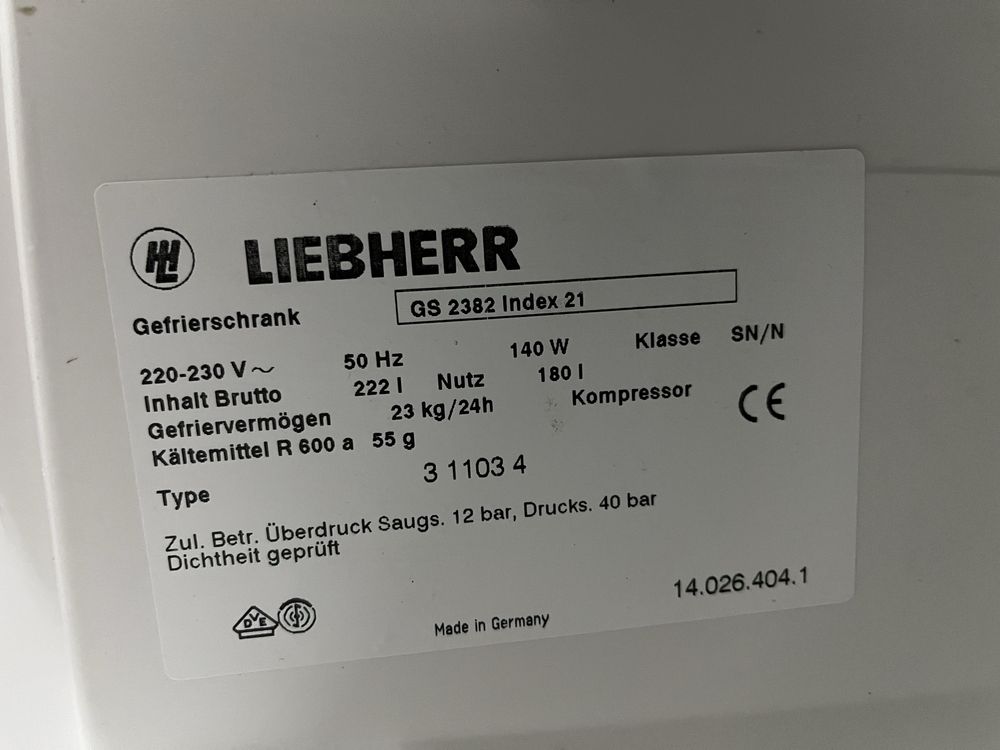 HLL LIEBHERR
Gefrierschrank GS 2382 Index 21
220-230 V ~ 50 Hz 140 W Klasse SN/N
Inhalt Brutto 222 l Nutz 180 l
Gefriervermögen 23 kg/24h Kompressor CE
Kältemittel R 600 a 55 g
Type 3 1103 4
Zul. Betr. Überdruck Saugs. 12 bar, Drucks. 40 bar
Dichtheit geprüft
14.026.404.1
DVE Made in Germany